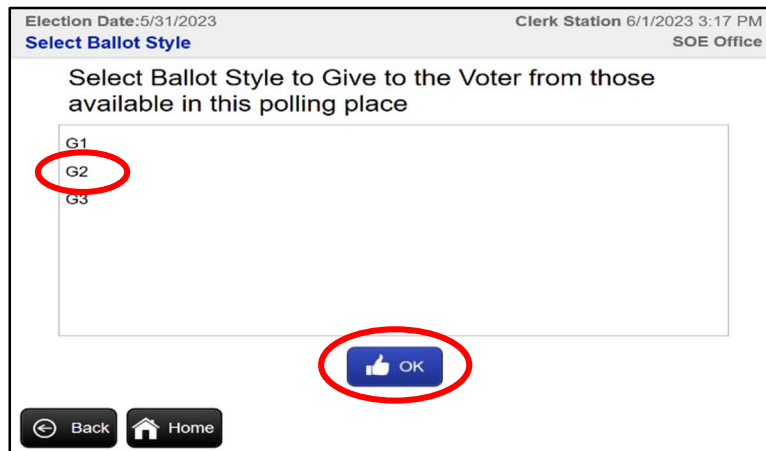 Election Date:5/31/2023
Clerk Station 6/1/2023 3:17 PM
Select Ballot Style
SOE Office
Select Ballot Style to Give to the Voter from those
available in this polling place
G1
G2
G3
OK
Back
Home